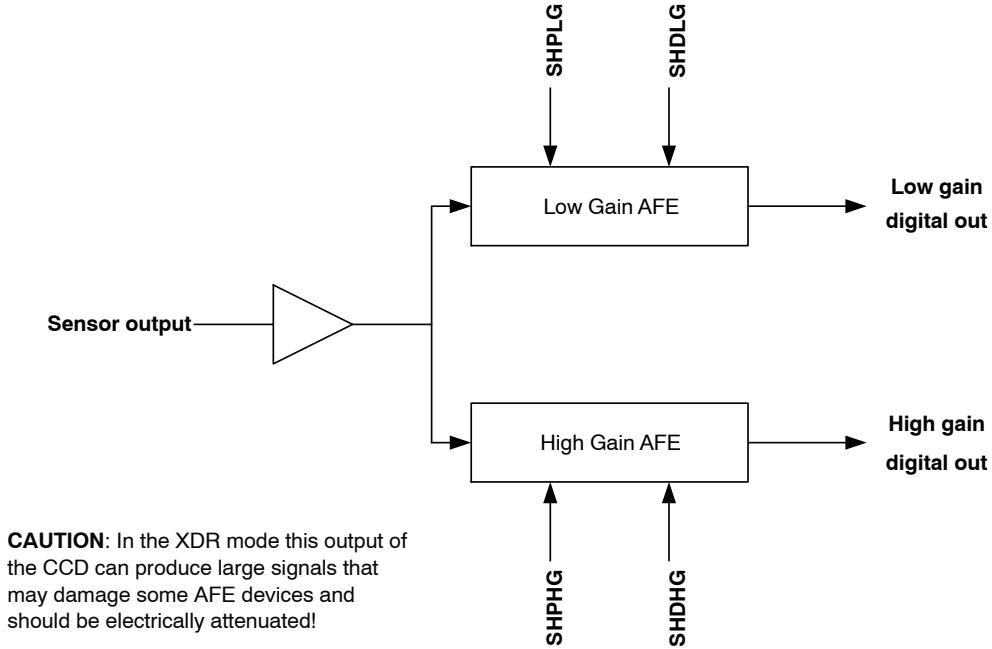 SHPLG
SHDLG
Low Gain AFE
Low gain
digital out
Sensor output
High Gain AFE
High gain
digital out
SHPHG
SHDHG
CAUTION: In the XDR mode this output of
the CCD can produce large signals that
may damage some AFE devices and
should be electrically attenuated!